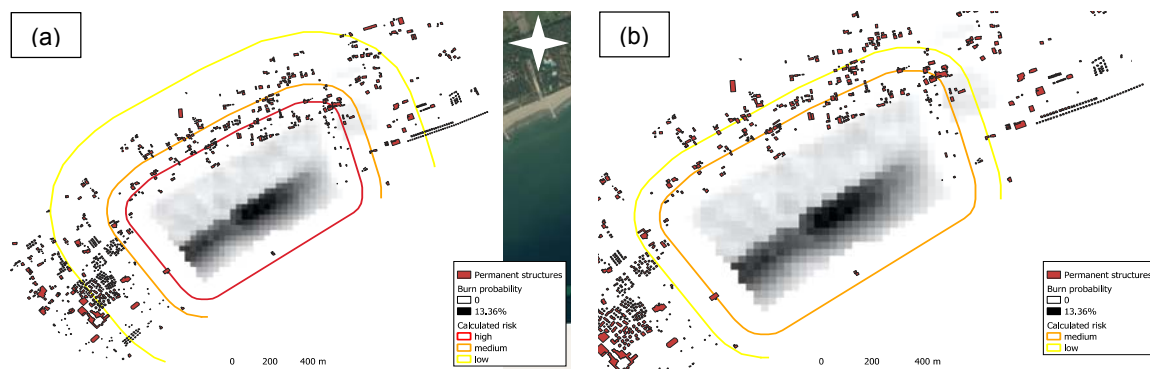 (a)
Permanent structures
Burn probability
0
13.36%
Calculated risk
high
medium
low
0 200 400 m
(b)
Permanent structures
Burn probability
0
13.36%
Calculated risk
medium
low
0 200 400 m